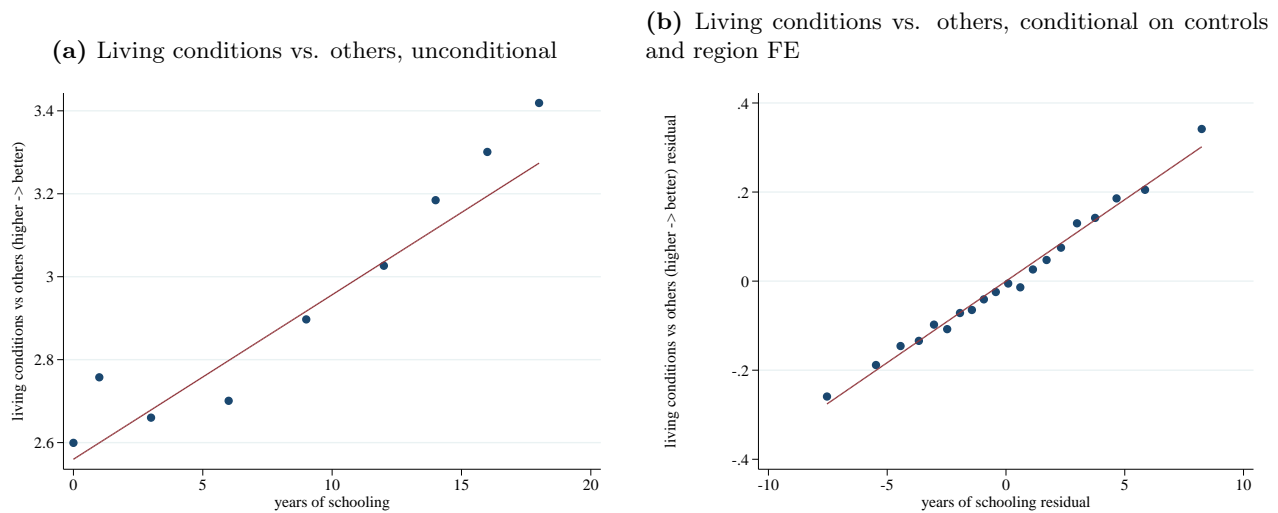 (a) Living conditions vs. others, unconditional
living conditions vs others (higher -> better)
3.4
3.2
3
2.8
2.6
0 5 10 15 20
years of schooling
(b) Living conditions vs. others, conditional on controls
and region FE
living conditions vs others (higher -> better) residual
.4
.2
0
-.2
-.4
-10 -5 0 5 10
years of schooling residual